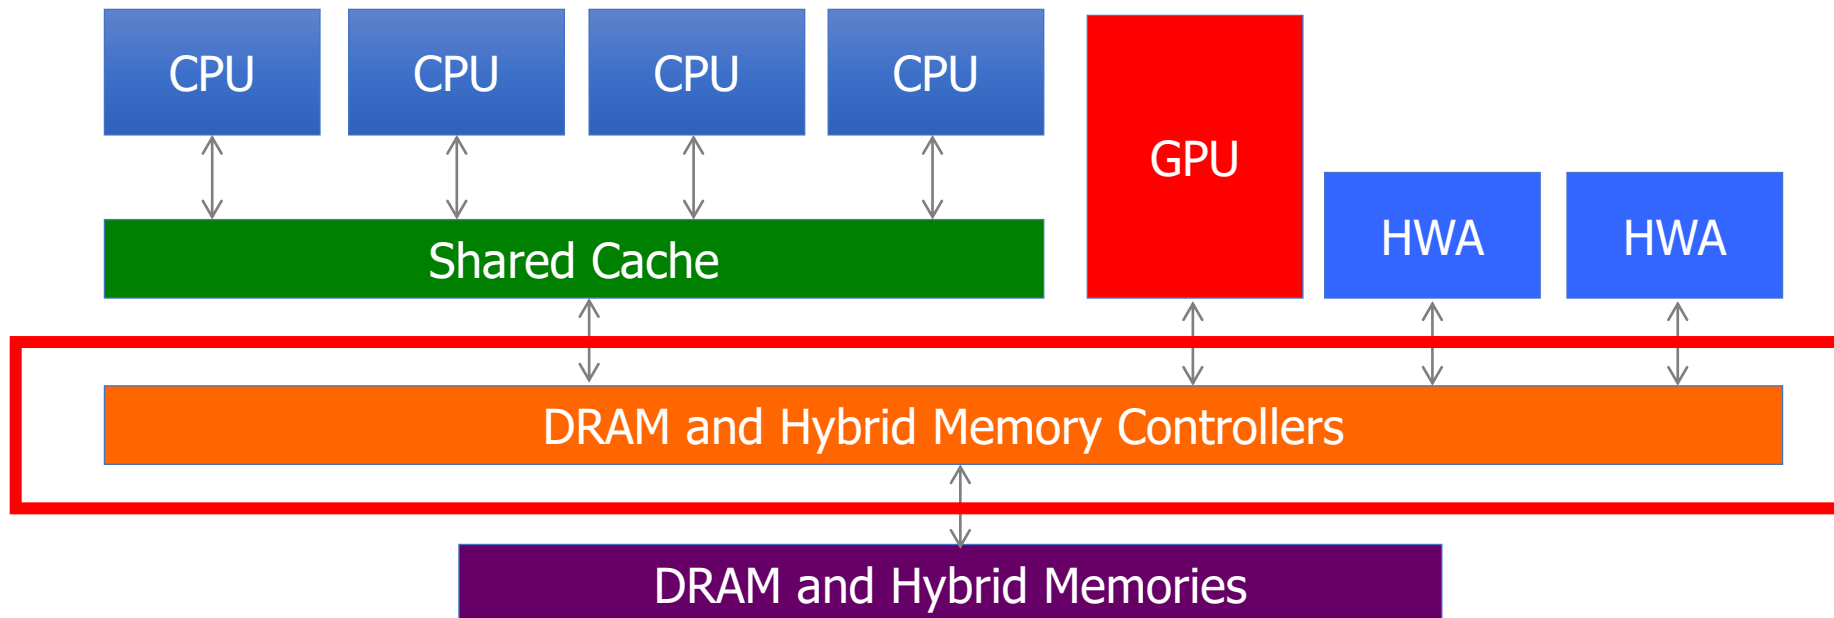 CPU
CPU
CPU
CPU
GPU
HWA
HWA
Shared Cache
DRAM and Hybrid Memory Controllers
DRAM and Hybrid Memories